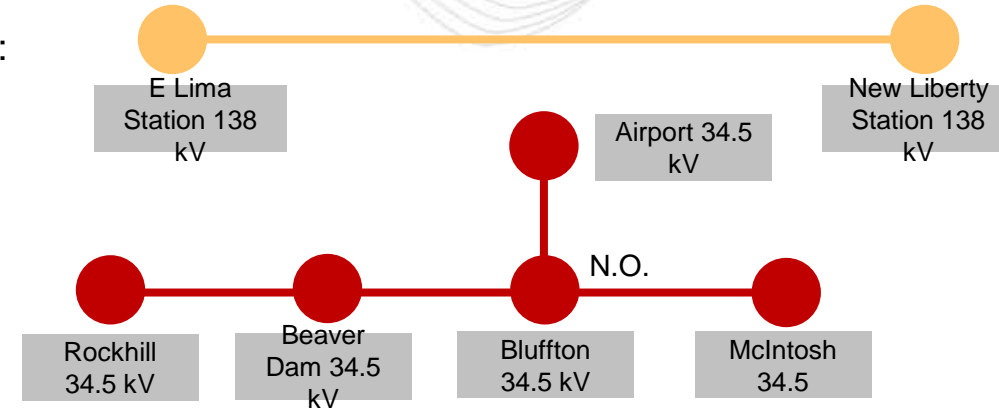 :
E Lima
Station 138
kV
New Liberty
Station 138
kV
Airport 34.5
kV
N.O.
Rockhill
34.5 kV
Beaver
Dam 34.5
kV
Bluffton
34.5 kV
McIntosh
34.5